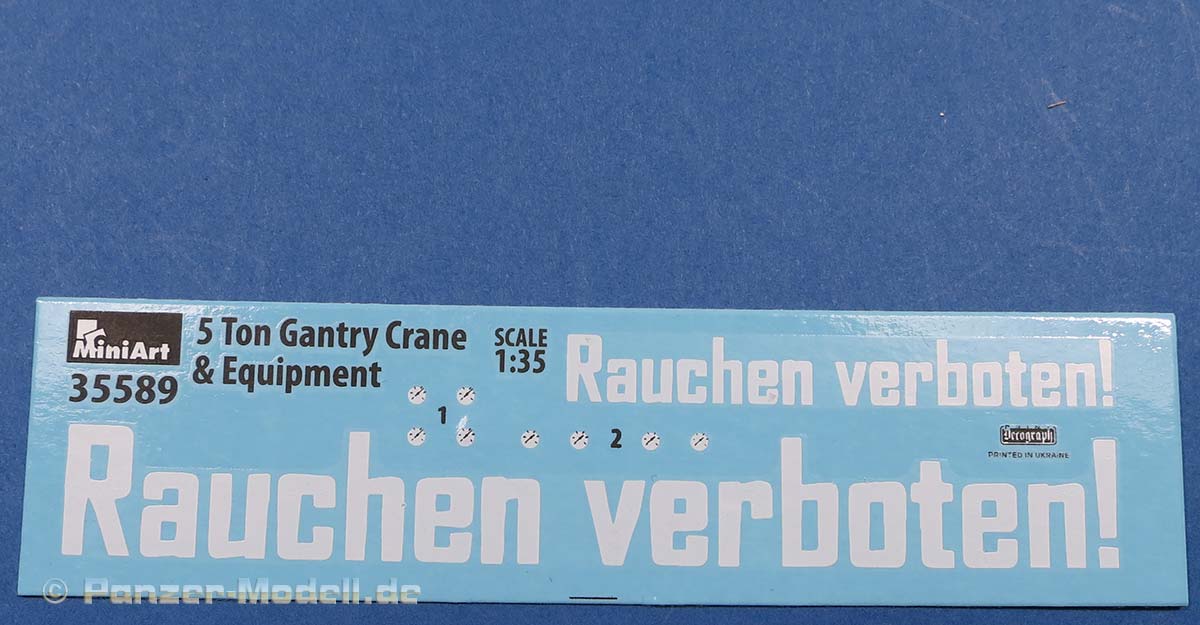 MiniArt
35589
5 Ton Gantry Crane
& Equipment
SCALE
1:35
Rauchen verboten!
1
2
Decograph
PRINTED IN UKRAINE
Rauchen verboten!
© Panzer-Modell.de